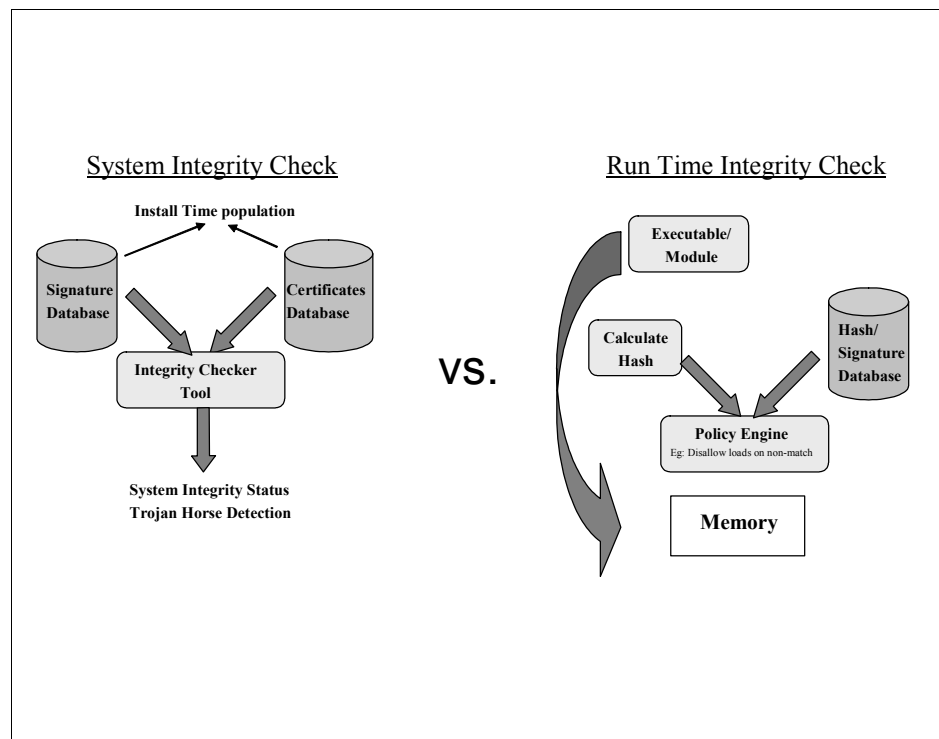 System Integrity Check
Install Time population
Signature
Database
Certificates
Database
Integrity Checker
Tool
System Integrity Status
Trojan Horse Detection
vs.
Run Time Integrity Check
Executable/
Module
Calculate
Hash
Hash/
Signature
Database
Policy Engine
Eg: Disallow loads on non-match
Memory